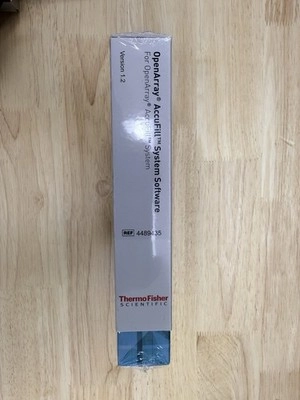 OpenArray® AccuFill™ System Software
For OpenArray® AccuFill™ System
Version 1.2
REF 4489435
ThermoFisher
SCIENTIFIC